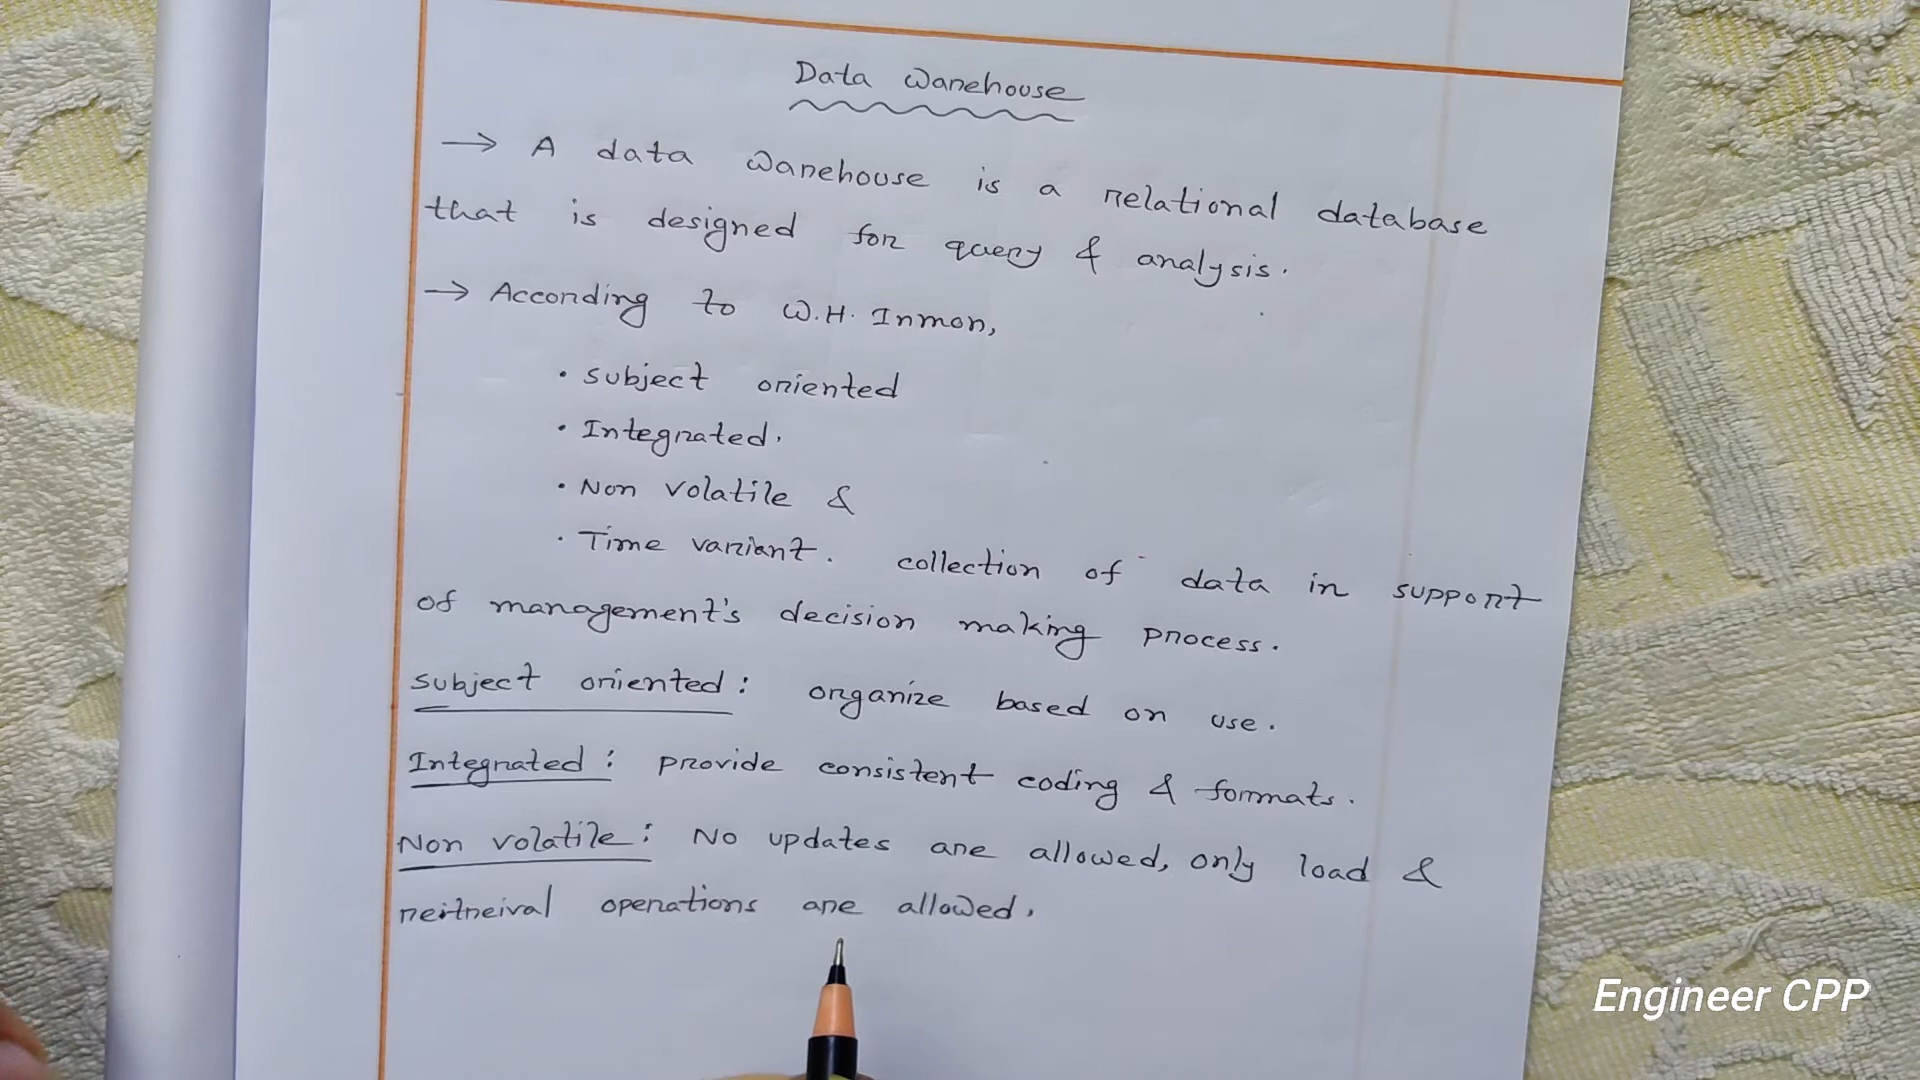 Data Warehouse
→ A data warehouse is a relational database
that is designed for query & analysis.
→ According to W.H. Inmon,
• subject oriented
• Integrated.
• Non volatile &
• Time variant. collection of data in support
of management's decision making process.
subject oriented: organize based on use.
Integrated: provide consistent coding & formats.
Non volatile: No updates are allowed, only load &
reitreival operations are allowed.
Engineer CPP